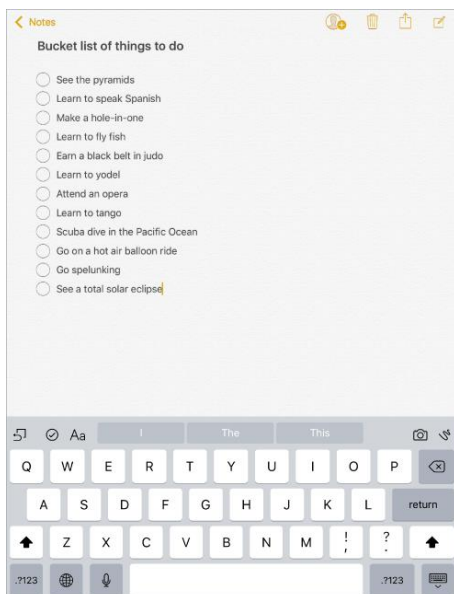 Notes
Bucket list of things to do
See the pyramids
Learn to speak Spanish
Make a hole-in-one
Learn to fly fish
Earn a black belt in judo
Learn to yodel
Attend an opera
Learn to tango
Scuba dive in the Pacific Ocean
Go on a hot air balloon ride
Go spelunking
See a total solar eclipse
Aa I The This
Q W E R T Y U I O P
A S D F G H J K L return
Z X C V B N M ! , ? .
.?123 .?123